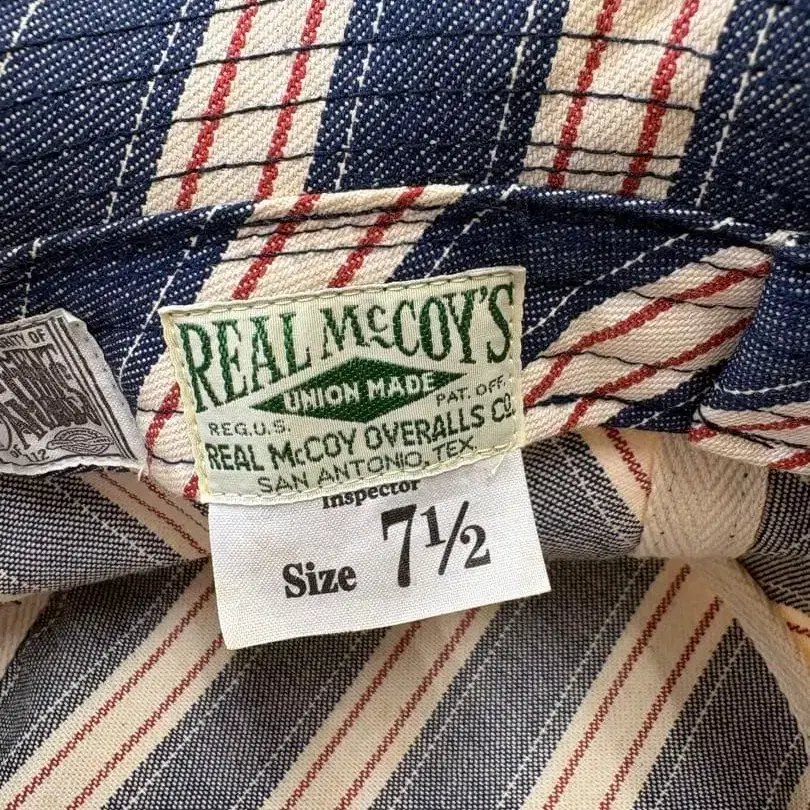 REAL McCOY'S
UNION MADE
REG.U.S. PAT. OFF.
REAL McCOY OVERALLS CO.
SAN ANTONIO, TEX
Inspector
Size 7½